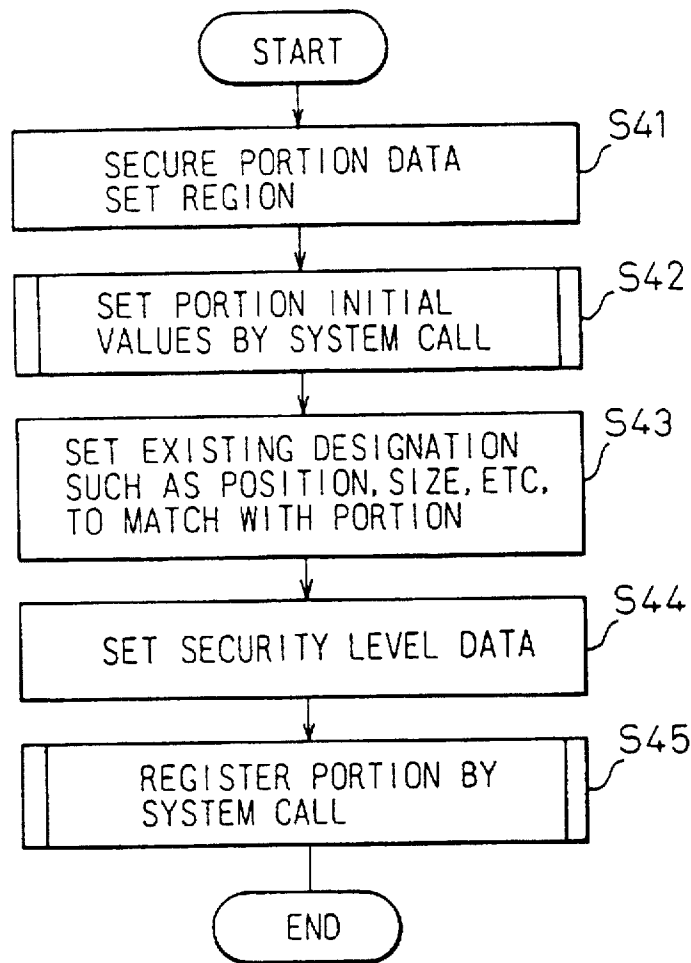 START
S41
SECURE PORTION DATA
SET REGION
S42
SET PORTION INITIAL
VALUES BY SYSTEM CALL
S43
SET EXISTING DESIGNATION
SUCH AS POSITION, SIZE, ETC,
TO MATCH WITH PORTION
S44
SET SECURITY LEVEL DATA
S45
REGISTER PORTION BY
SYSTEM CALL
END